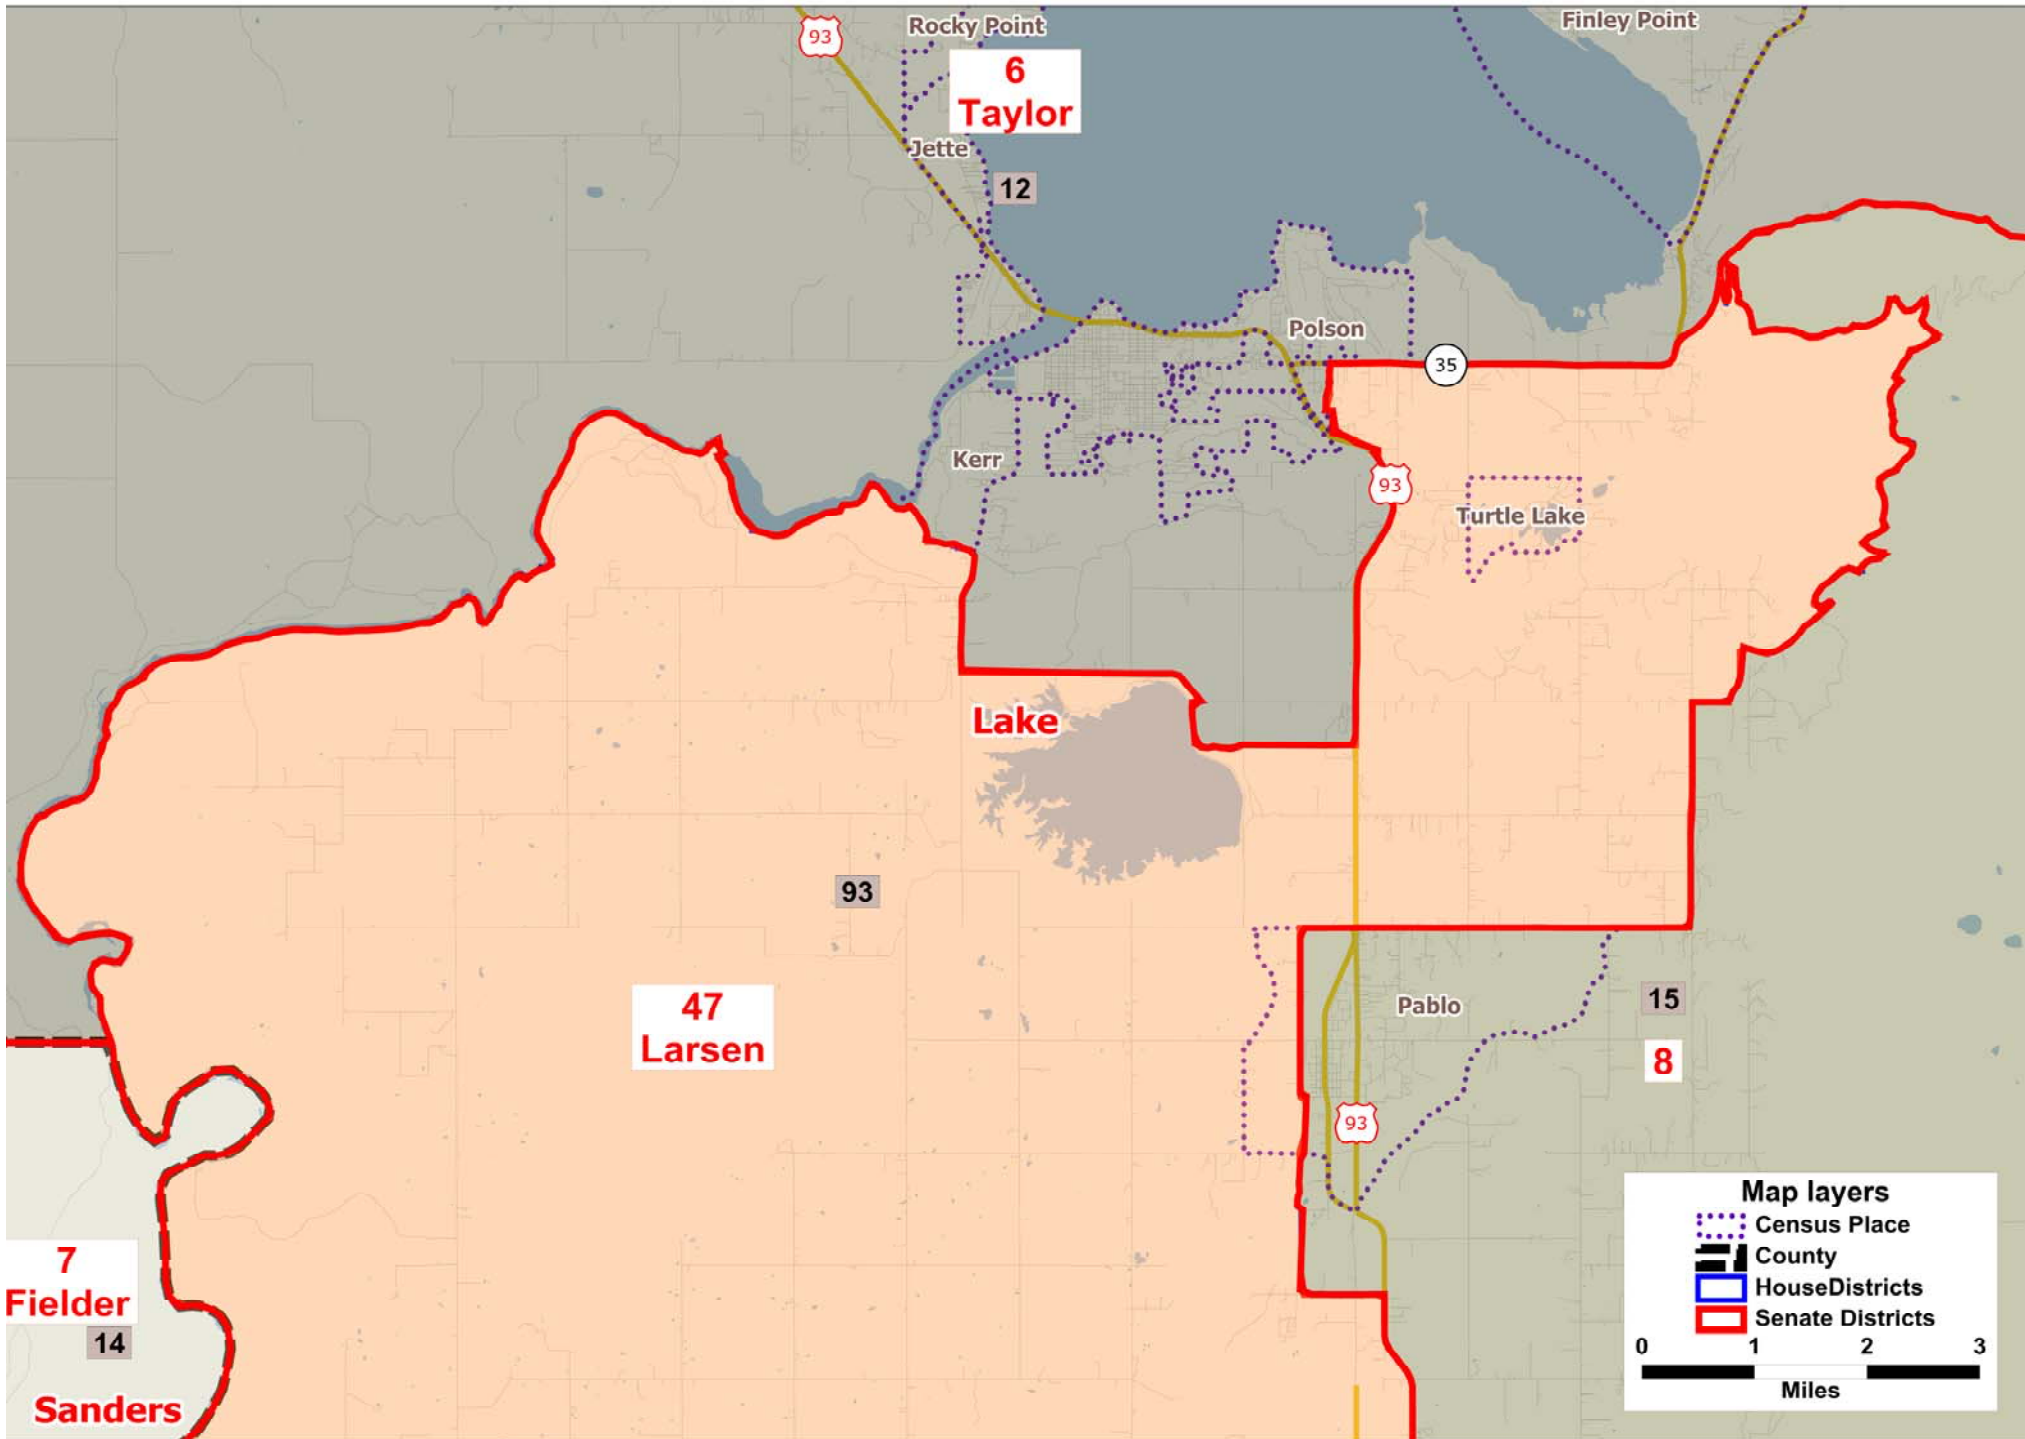 Rocky Point
Finley Point
93
6
Taylor
Jette
12
Polson
35
Kerr
93
Turtle Lake
Lake
93
47
Larsen
Pablo
15
8
93
7
Fielder
14
Sanders
Map layers
Census Place
County
HouseDistricts
Senate Districts
0 1 2 3
Miles